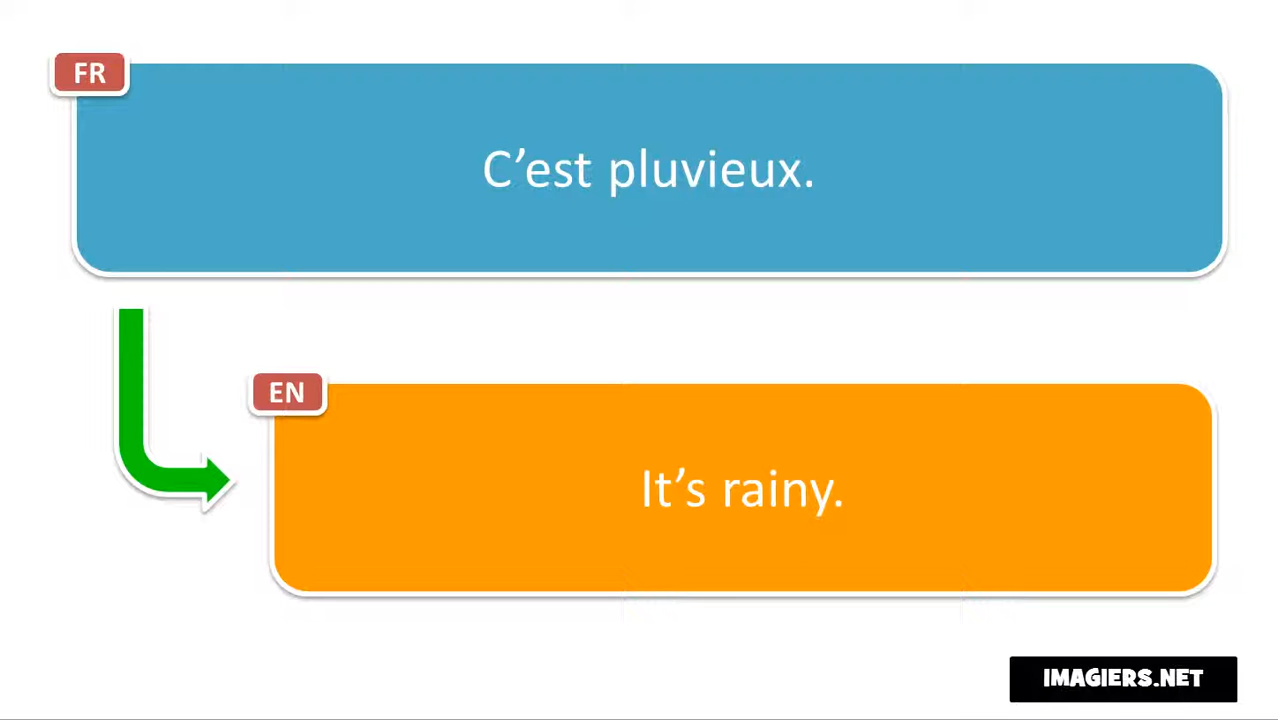 FR
C’est pluvieux.
EN
It’s rainy.
IMAGIERS.NET